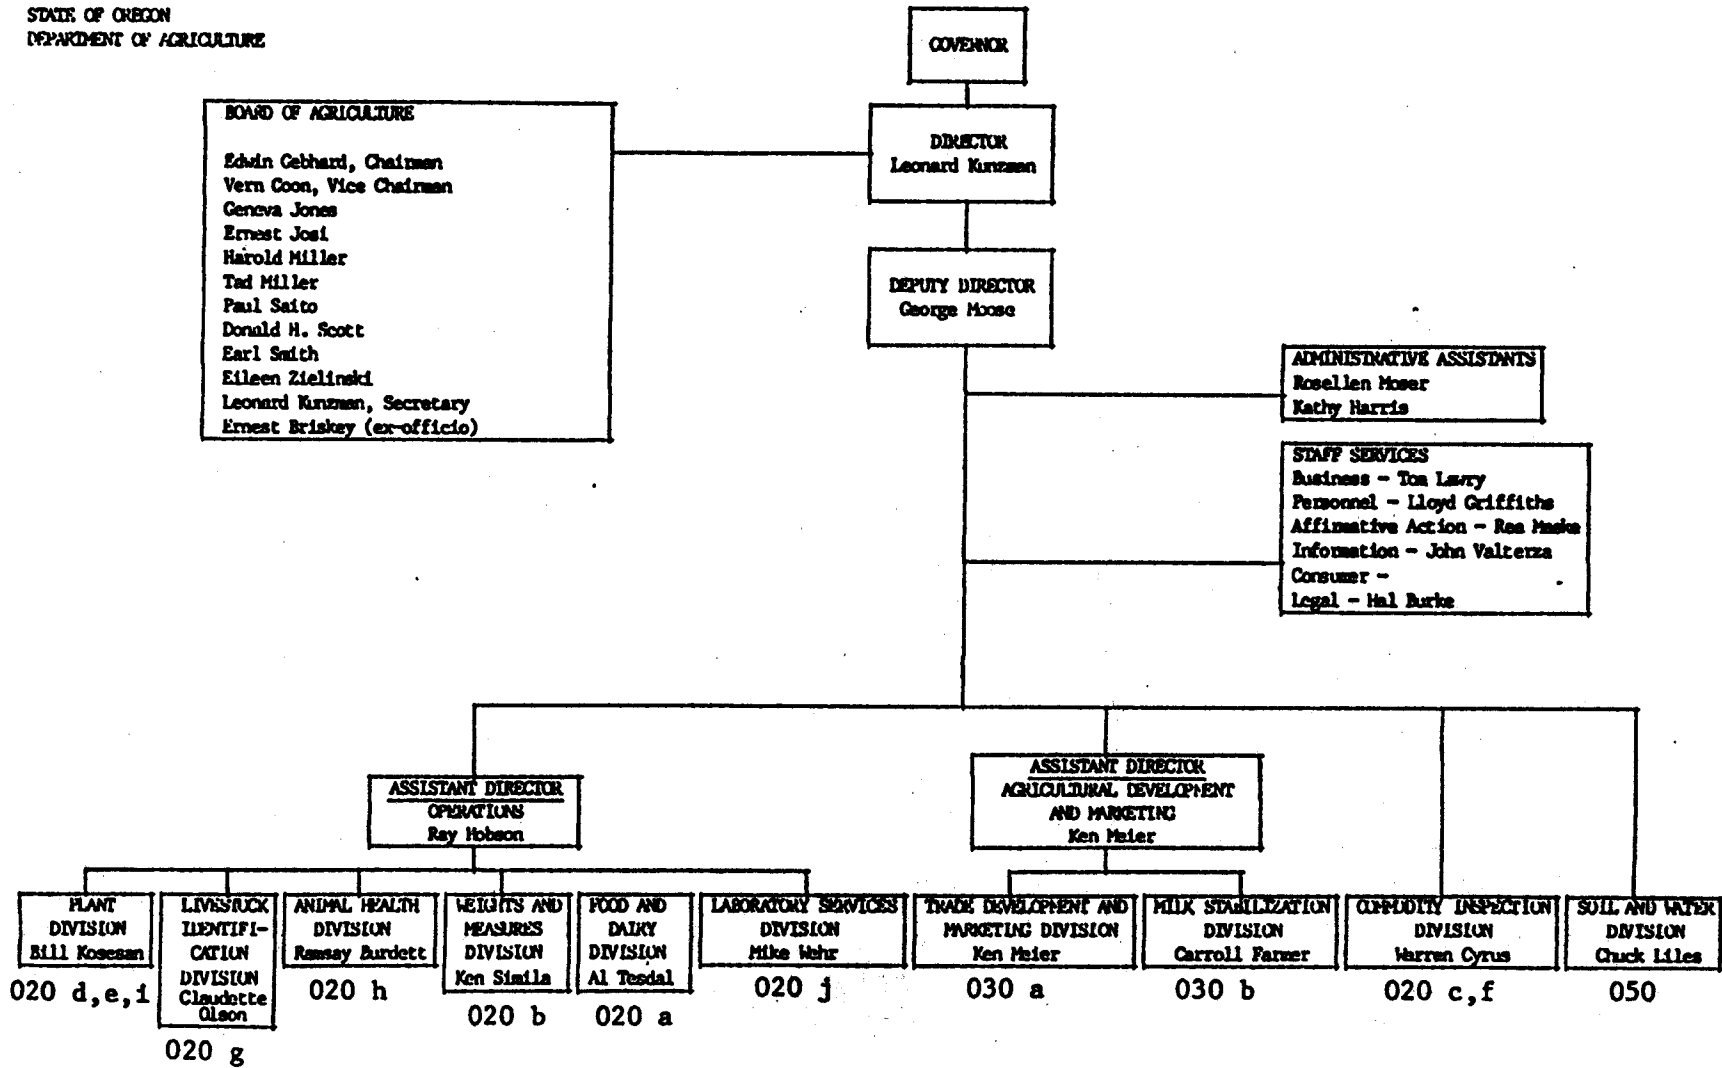 STATE OF OREGON
DEPARTMENT OF AGRICULTURE
GOVERNOR
BOARD OF AGRICULTURE
Edwin Gebhard, Chairman
Vern Coon, Vice Chairman
Geneva Jones
Ernest Josi
Harold Miller
Tad Miller
Paul Saito
Donald H. Scott
Earl Smith
Eileen Zielinski
Leonard Kunzman, Secretary
Ernest Briskey (ex-officio)
DIRECTOR
Leonard Kunzman
DEPUTY DIRECTOR
George Moose
ADMINISTRATIVE ASSISTANTS
Rosellen Moser
Kathy Harris
STAFF SERVICES
Business - Tom Lawry
Personnel - Lloyd Griffiths
Affirmative Action - Rea Maske
Information - John Valterza
Consumer -
Legal - Hal Burke
ASSISTANT DIRECTOR
OPERATIONS
Ray Hobson
ASSISTANT DIRECTOR
AGRICULTURAL DEVELOPMENT
AND MARKETING
Ken Meier
PLANT
DIVISION
Bill Kosesan
020 d,e,i
LIVESTOCK
IDENTIFI-
CATION
DIVISION
Claudette
Olson
020 g
ANIMAL HEALTH
DIVISION
Ramsay Burdett
020 h
WEIGHTS AND
MEASURES
DIVISION
Ken Simila
020 b
FOOD AND
DAIRY
DIVISION
Al Tesdal
020 a
LABORATORY SERVICES
DIVISION
Mike Wehr
020 j
TRADE DEVELOPMENT AND
MARKETING DIVISION
Ken Meier
030 a
MILK STABILIZATION
DIVISION
Carroll Farmer
030 b
COMMODITY INSPECTION
DIVISION
Warren Cyrus
020 c,f
SOIL AND WATER
DIVISION
Chuck Liles
050